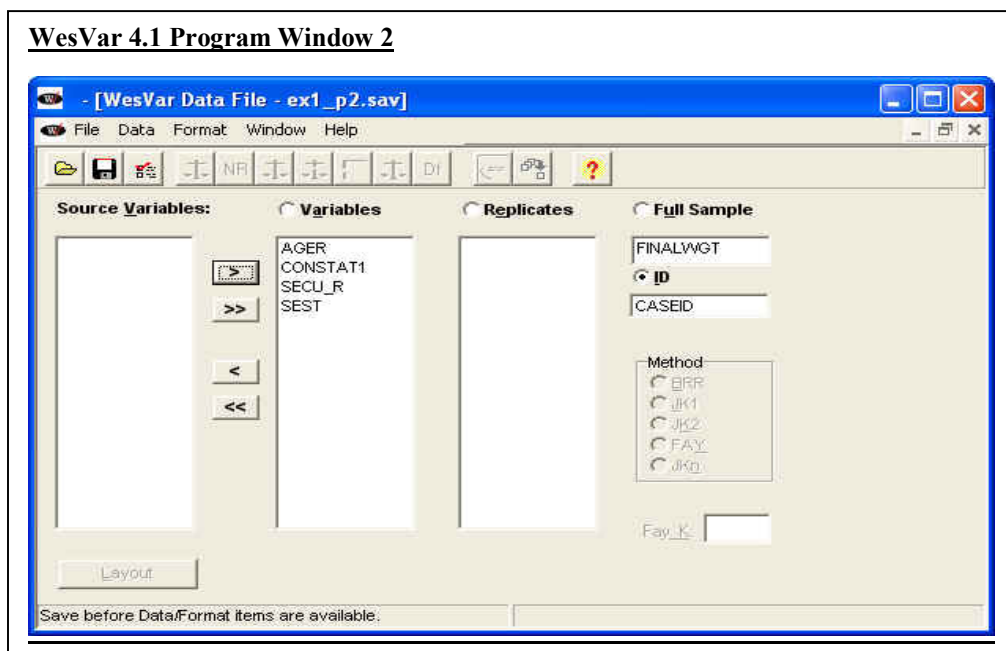 WesVar 4.1 Program Window 2
- [WesVar Data File - ex1_p2.sav]
File Data Format Window Help
NR Df ?
Source Variables: Variables Replicates Full Sample
AGER
CONSTAT1
SECU_R
SEST
FINALWGT
ID
CASEID
>
>>
<
<<
Method
BRR
JK1
JK2
FAY
JKn
Fay_K:
Layout
Save before Data/Format items are available.